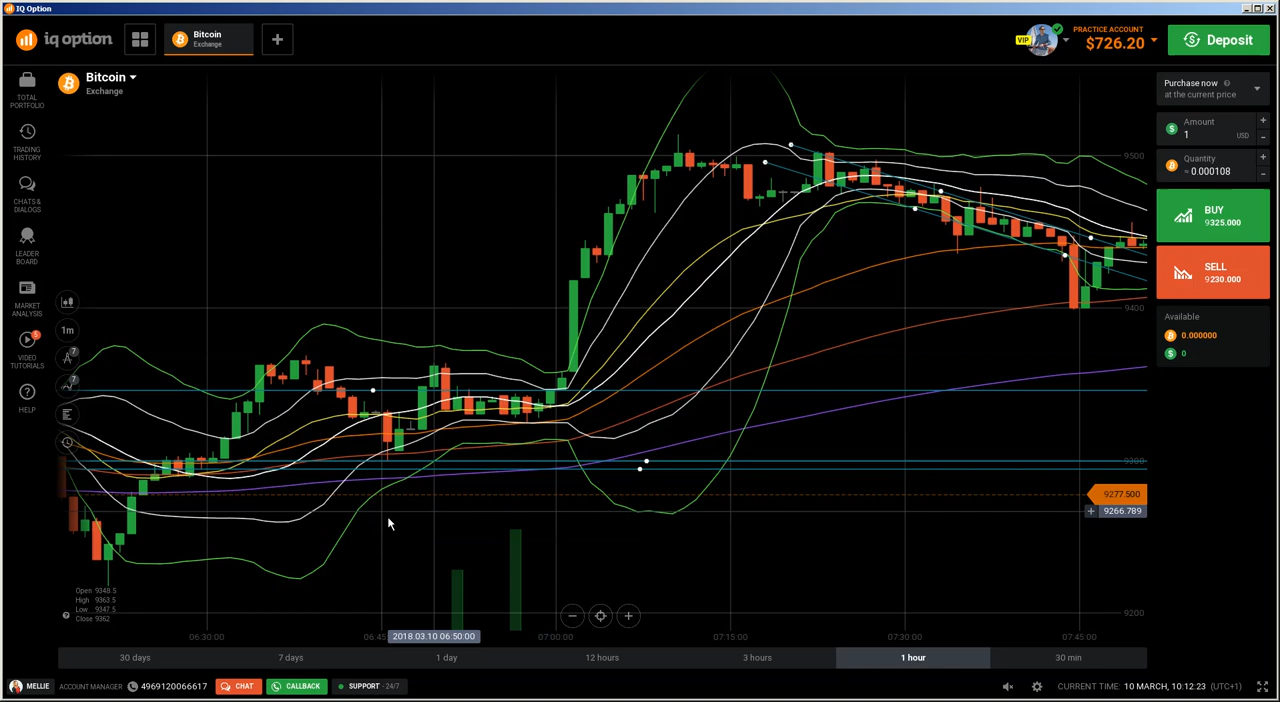 IQ Option
iq option
Bitcoin
Exchange
VIP
PRACTICE ACCOUNT
$726.20
Deposit
Bitcoin
Exchange
TOTAL
PORTFOLIO
TRADING
HISTORY
CHATS &
DIALOGS
LEADER
BOARD
MARKET
ANALYSIS
5
VIDEO
TUTORIALS
HELP
1m
7
7
Purchase now
at the current price
Amount
1 USD
Quantity
≈ 0.000108
BUY
9325.000
SELL
9230.000
Available
0.000000
0
9500
9400
9300
9277.500
9266.789
9200
Open 9348.5
High 9363.5
Low 9347.5
Close 9362
06:30:00
06:45
2018.03.10 06:50:00
07:00:00
07:15:00
07:30:00
07:45:00
30 days
7 days
1 day
12 hours
3 hours
1 hour
30 min
MELLIE
ACCOUNT MANAGER
4969120066617
CHAT
CALLBACK
SUPPORT - 24/7
CURRENT TIME: 10 MARCH, 10:12:23 (UTC+1)